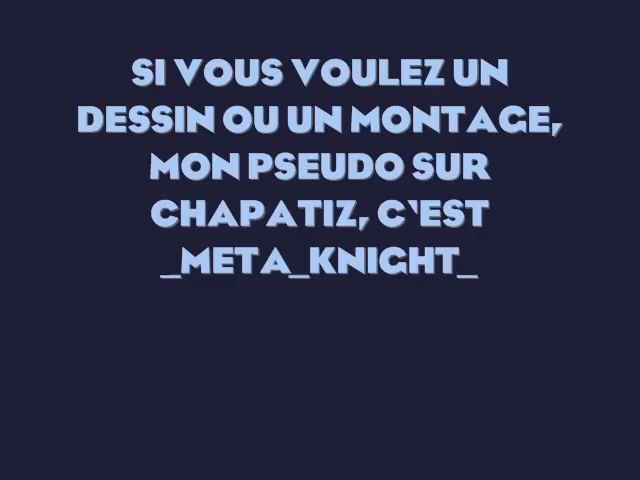 SI VOUS VOULEZ UN
DESSIN OU UN MONTAGE,
MON PSEUDO SUR
CHAPATIZ, C'EST
_META_KNIGHT_